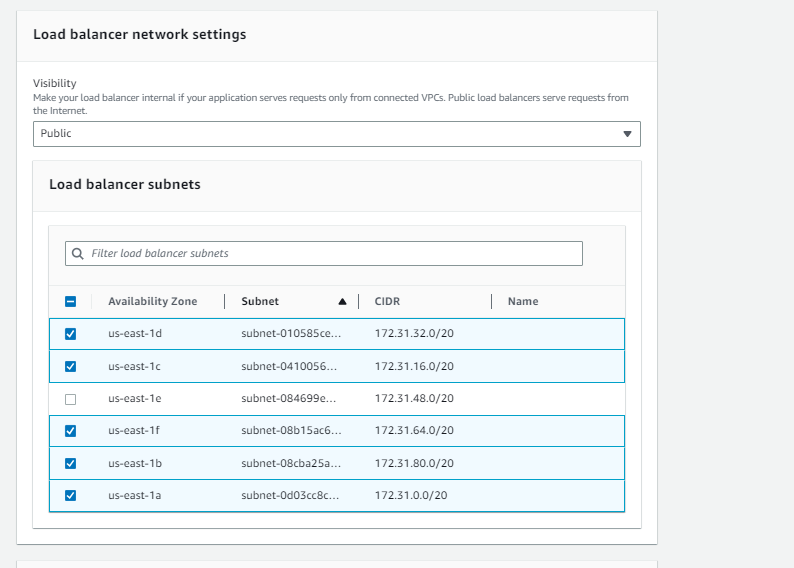 Load balancer network settings
Visibility
Make your load balancer internal if your application serves requests only from connected VPCs. Public load balancers serve requests from
the Internet.
Public
Load balancer subnets
Filter load balancer subnets
Availability Zone Subnet CIDR Name
us-east-1d subnet-010585ce... 172.31.32.0/20
us-east-1c subnet-0410056... 172.31.16.0/20
us-east-1e subnet-084699e... 172.31.48.0/20
us-east-1f subnet-08b15ac6... 172.31.64.0/20
us-east-1b subnet-08cba25a... 172.31.80.0/20
us-east-1a subnet-0d03cc8c... 172.31.0.0/20